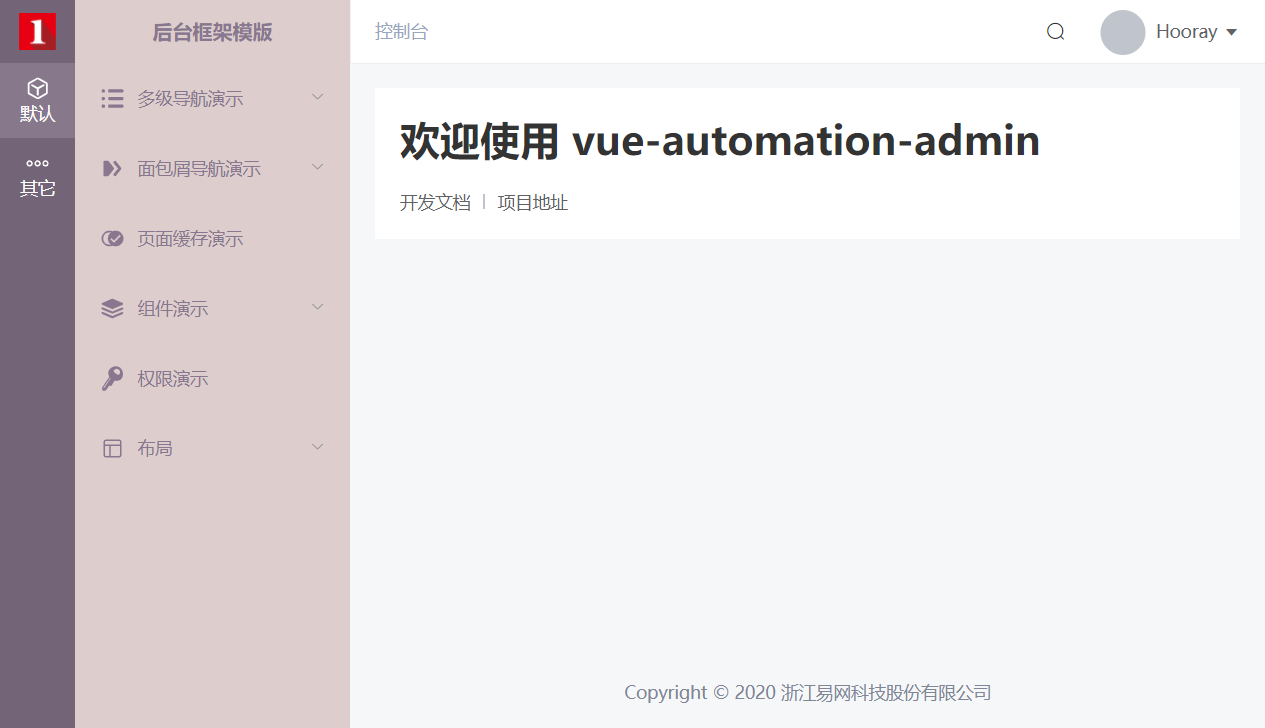 1
默认
其它
后台框架模版
多级导航演示
面包屑导航演示
页面缓存演示
组件演示
权限演示
布局
控制台
Hooray
欢迎使用 vue-automation-admin
开发文档 | 项目地址
Copyright © 2020 浙江易网科技股份有限公司